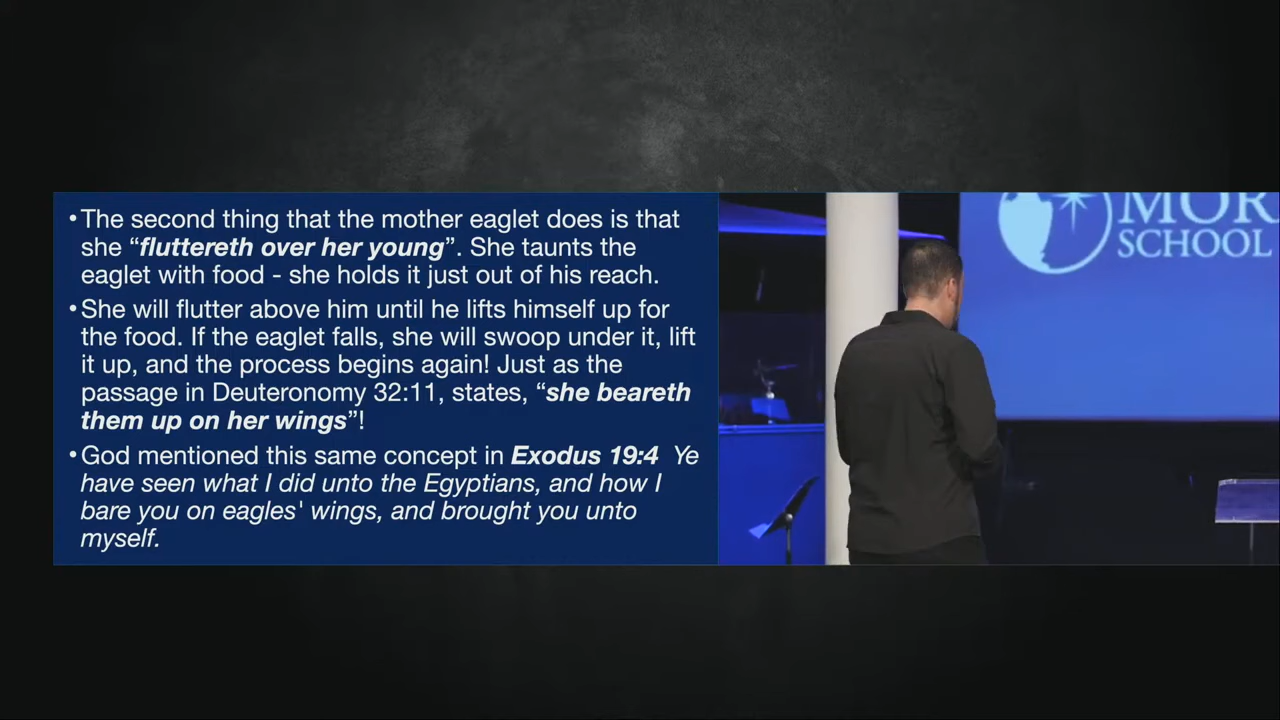 •The second thing that the mother eaglet does is that
she “fluttereth over her young”. She taunts the
eaglet with food - she holds it just out of his reach.
•She will flutter above him until he lifts himself up for
the food. If the eaglet falls, she will swoop under it, lift
it up, and the process begins again! Just as the
passage in Deuteronomy 32:11, states, “she beareth
them up on her wings”!
•God mentioned this same concept in Exodus 19:4  Ye
have seen what I did unto the Egyptians, and how I
bare you on eagles' wings, and brought you unto
myself.
MOR
SCHOOL